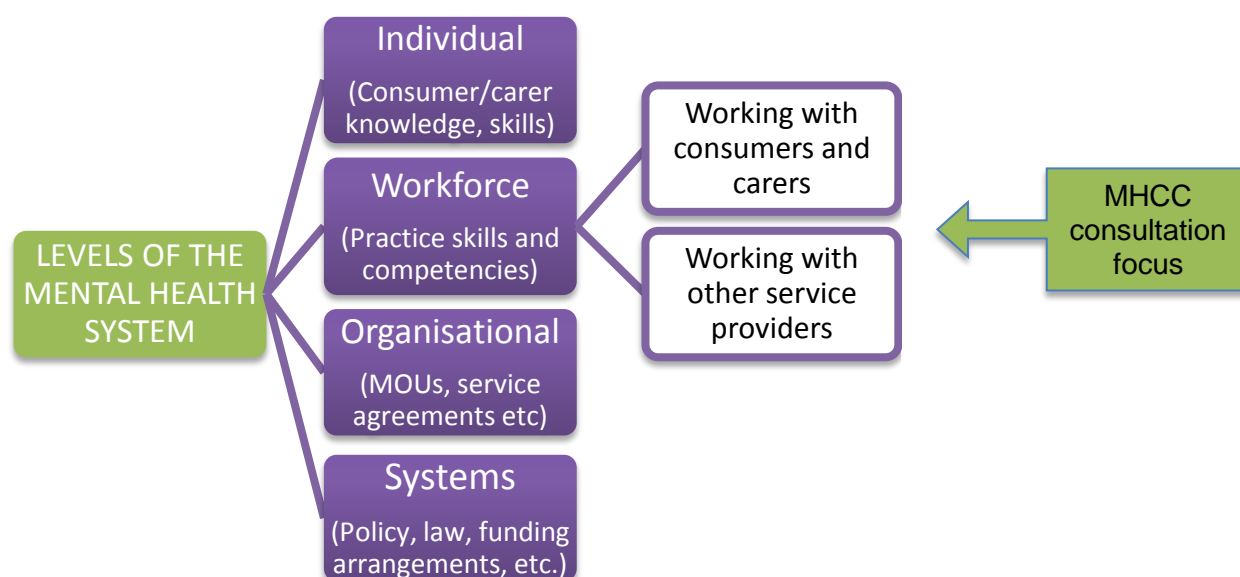 LEVELS OF THE
MENTAL HEALTH
SYSTEM
Individual
(Consumer/carer
knowledge, skills)
Workforce
(Practice skills and
competencies)
Organisational
(MOUs, service
agreements etc)
Systems
(Policy, law, funding
arrangements, etc.)
Working with
consumers and
carers
Working with
other service
providers
MHCC
consultation
focus